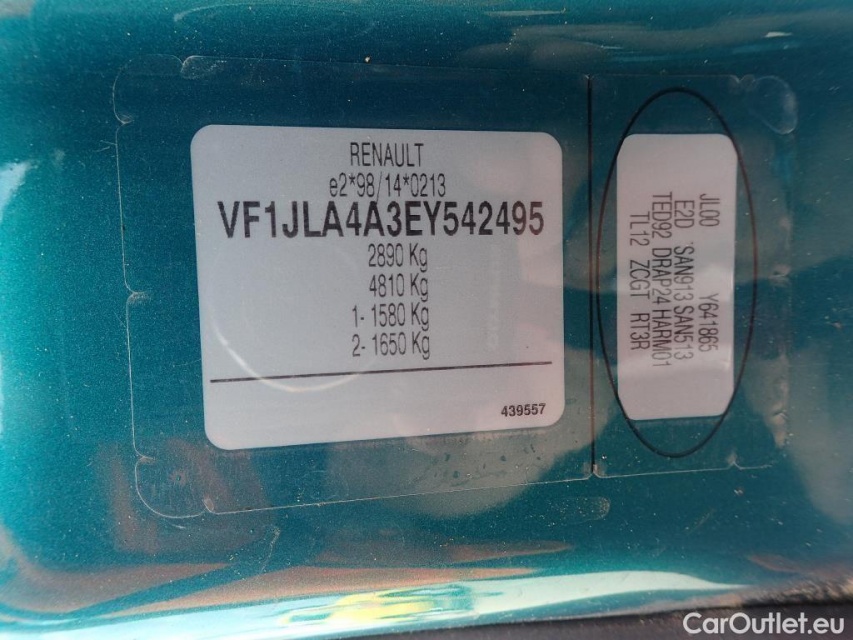 RENAULT
e2*98/14*0213
VF1JLA4A3EY542495
2890 Kg
4810 Kg
1- 1580 Kg
2- 1650 Kg
439557
JL00 Y641865
E2D SAN913 SAN513
TED92 DRAP24 HARM01
TL12 ZCGT RT3R
CarOutlet.eu